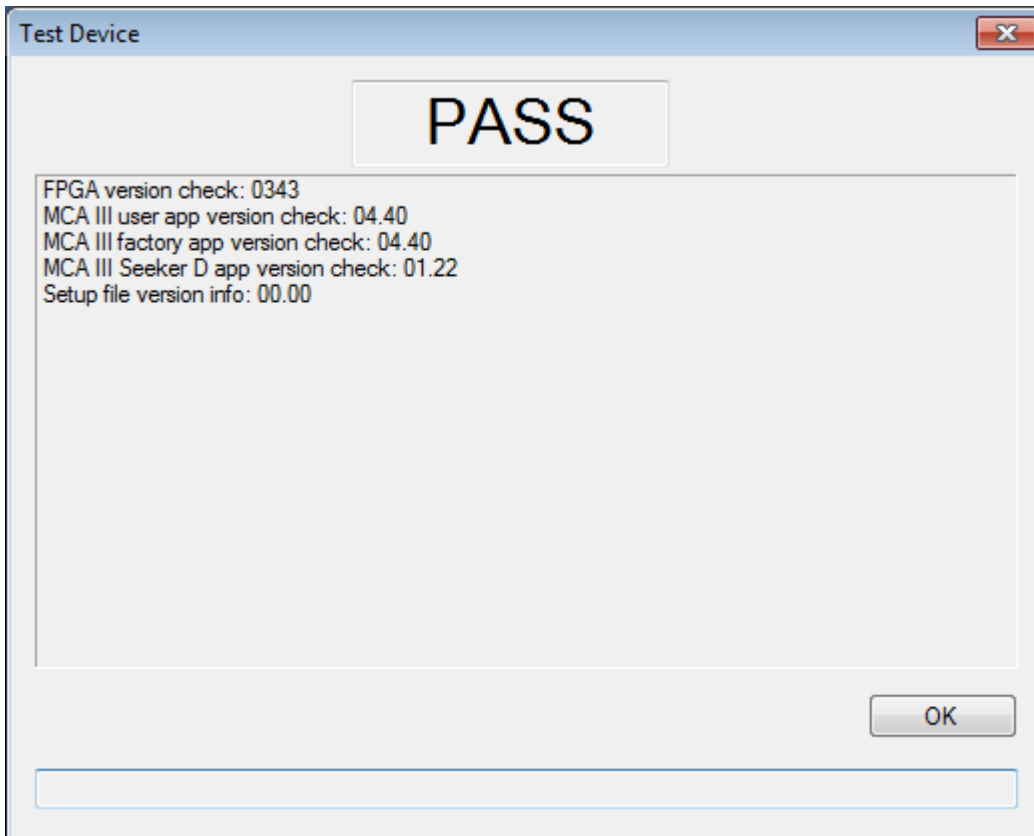 Test Device
PASS
FPGA version check: 0343
MCA III user app version check: 04.40
MCA III factory app version check: 04.40
MCA III Seeker D app version check: 01.22
Setup file version info: 00.00
OK